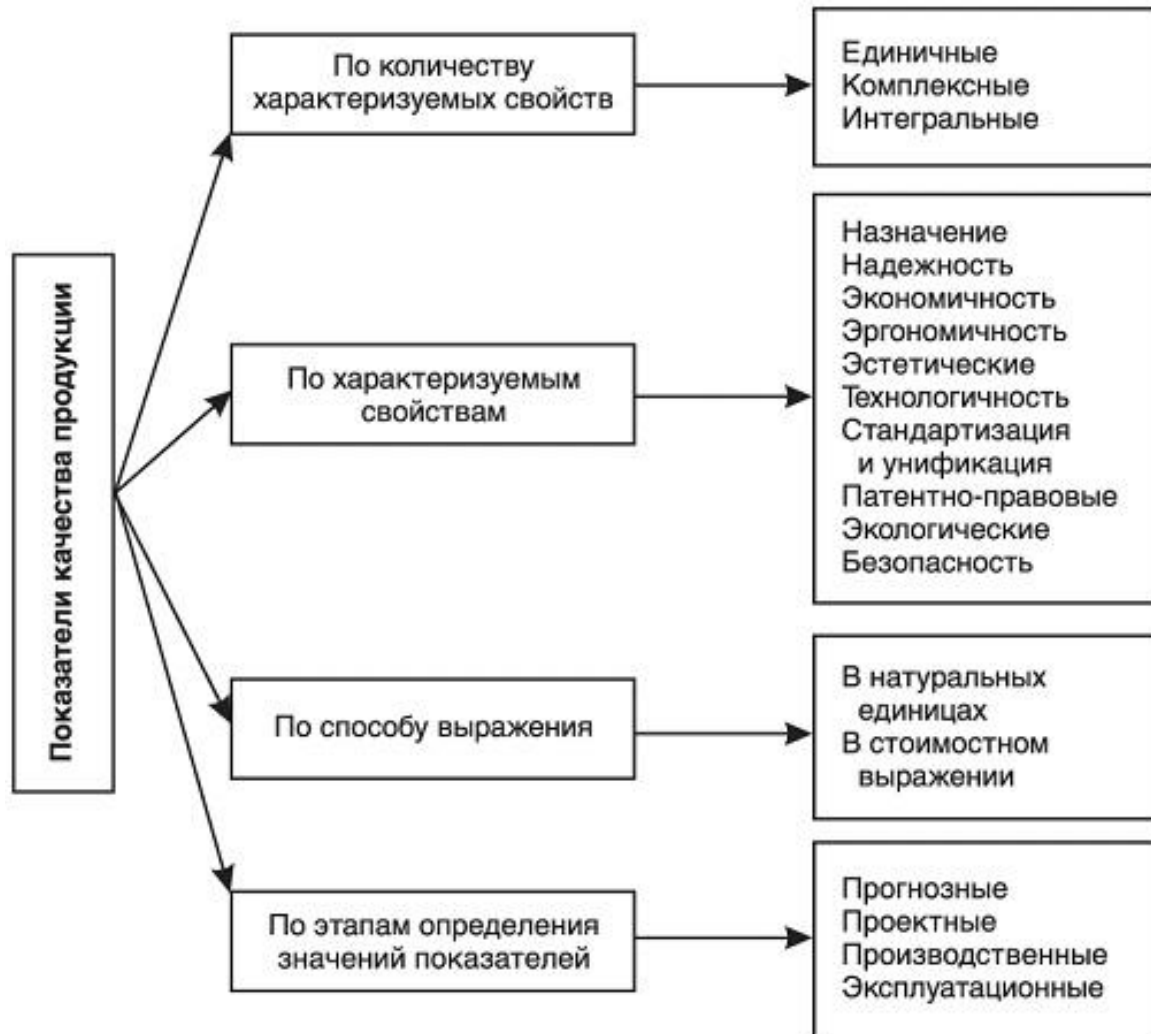 Показатели качества продукции
По количеству
характеризуемых свойств
Единичные
Комплексные
Интегральные
По характеризуемым
свойствам
Назначение
Надежность
Экономичность
Эргономичность
Эстетические
Технологичность
Стандартизация
и унификация
Патентно-правовые
Экологические
Безопасность
По способу выражения
В натуральных
единицах
В стоимостном
выражении
По этапам определения
значений показателей
Прогнозные
Проектные
Производственные
Эксплуатационные